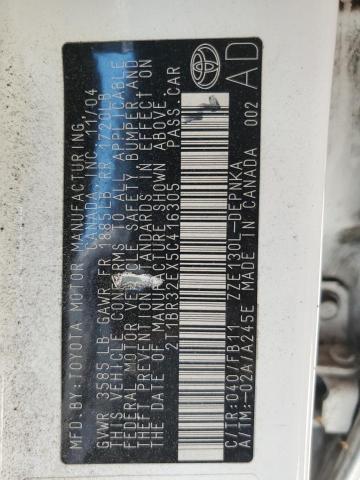 MFD.BY:TOYOTA MOTOR MANUFACTURING,
CANADA, INC. 11/04
GVWR 3585LB GAWR FR 1885LB RR 1720LB
THIS VEHICLE CONFORMS TO ALL APPLICABLE
FEDERAL MOTOR VEHICLE SAFETY BUMPER AND
THEFT PREVENTION STANDARDS IN EFFECT ON
THE DATE OF MANUFACTURE SHOWN ABOVE.
2T1BR32EX5C416905 PASS.CAR
C/TR:040/FB11 ZZE130L-DEPNKA
A/TM:-02A/A245E MADE IN CANADA 002
AD